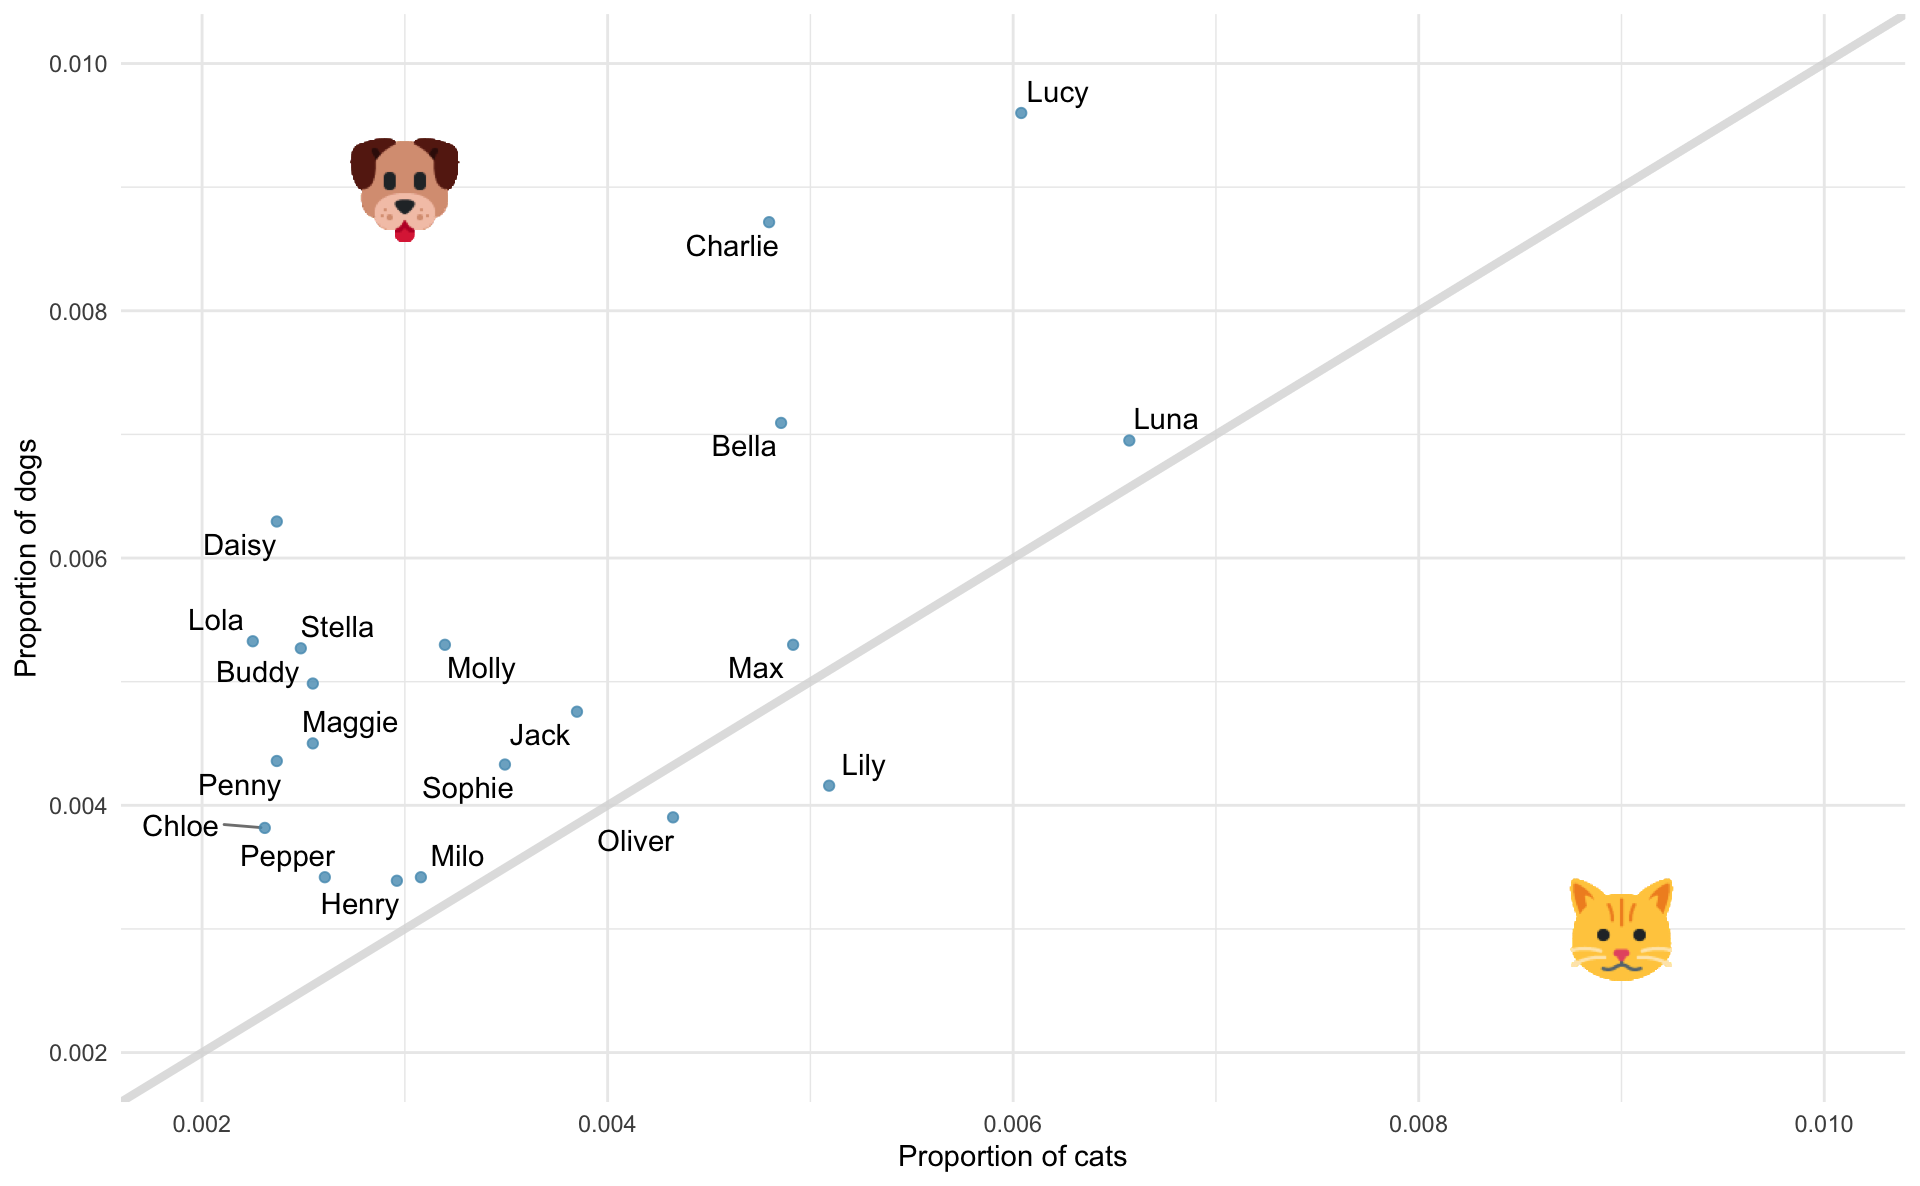 0.010
Lucy
Charlie
0.008
Luna
Bella
Proportion of dogs
Daisy
0.006
Lola
Stella
Buddy
Molly
Max
Maggie
Jack
Lily
Penny
Sophie
0.004
Chloe
Oliver
Pepper
Milo
Henry
0.002
0.002
0.004
0.006
0.008
0.010
Proportion of cats